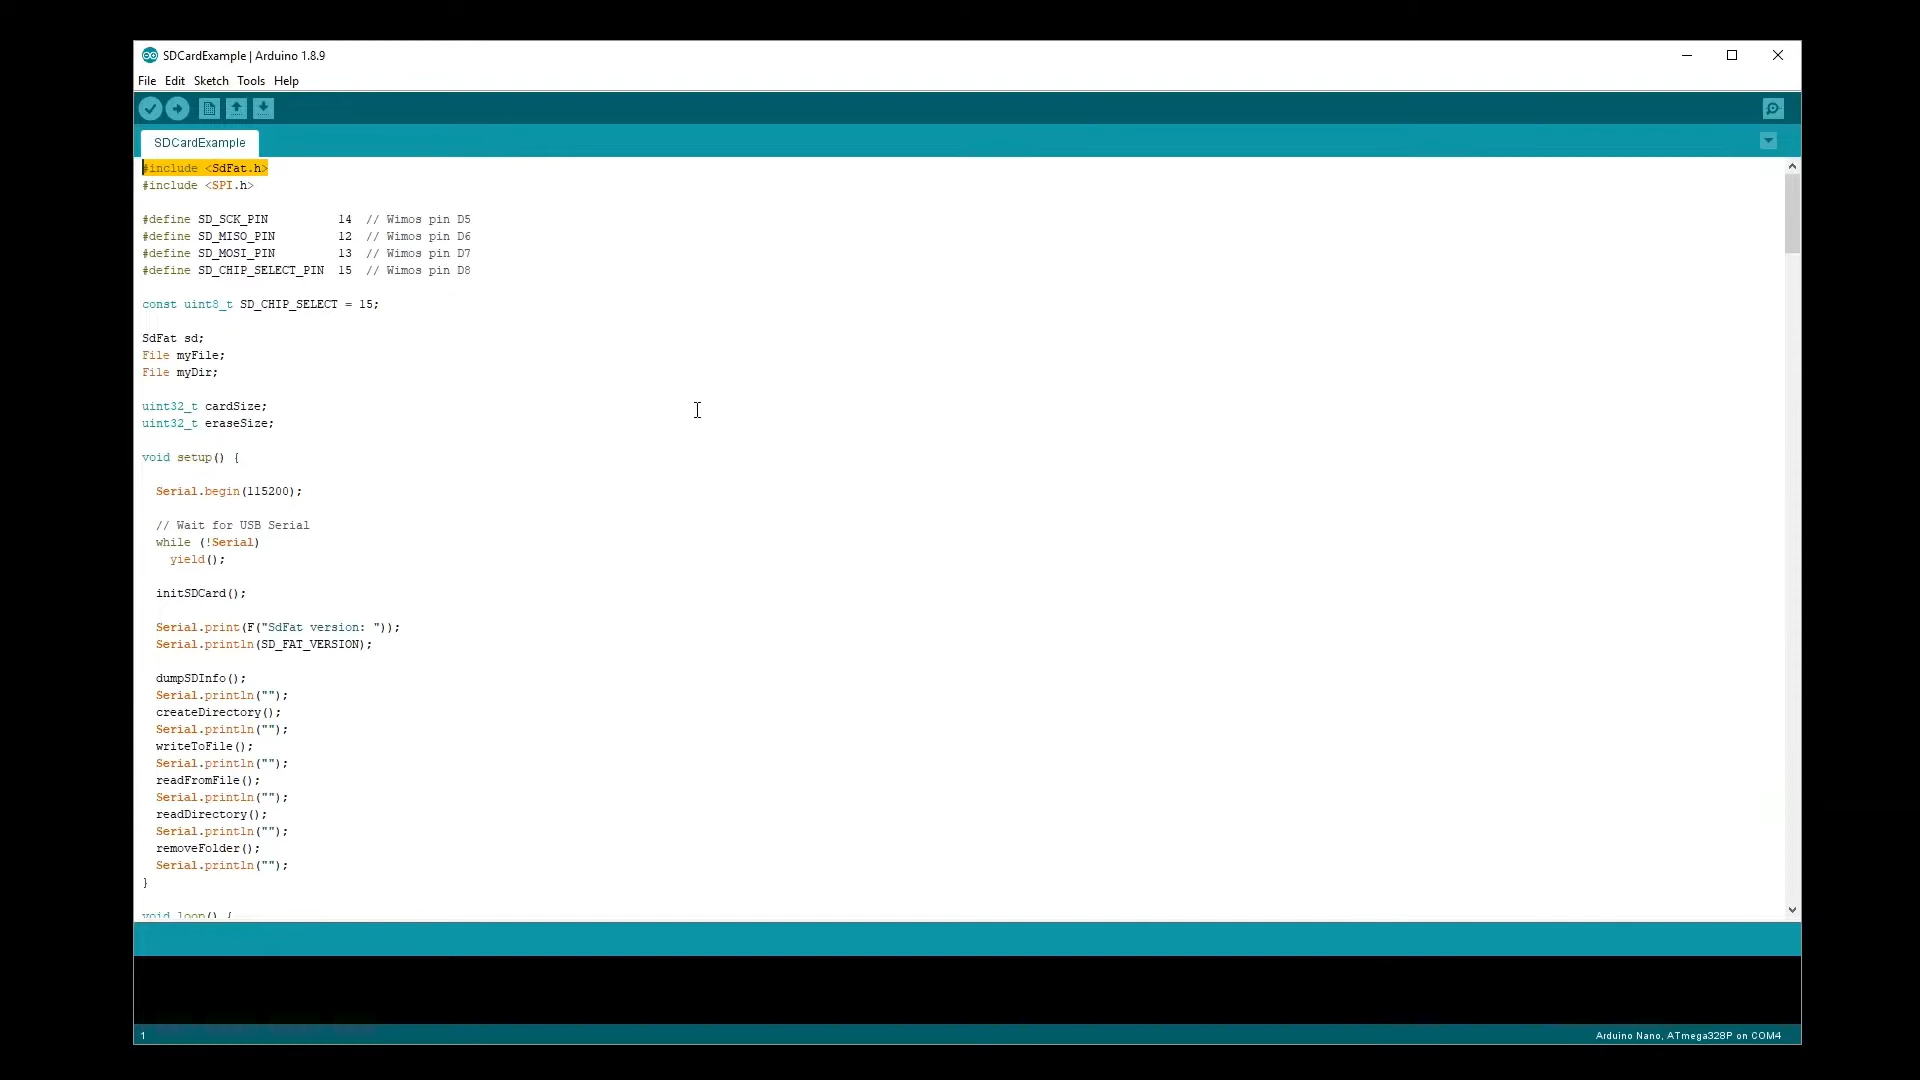 SDCardExample | Arduino 1.8.9
File Edit Sketch Tools Help
SDCardExample
#include <SdFat.h>
#include <SPI.h>
#define SD_SCK_PIN 14 // Wimos pin D5
#define SD_MISO_PIN 12 // Wimos pin D6
#define SD_MOSI_PIN 13 // Wimos pin D7
#define SD_CHIP_SELECT_PIN 15 // Wimos pin D8
const uint8_t SD_CHIP_SELECT = 15;
SdFat sd;
File myFile;
File myDir;
uint32_t cardSize;
uint32_t eraseSize;
void setup() {
Serial.begin(115200);
// Wait for USB Serial
while (!Serial)
yield();
initSDCard();
Serial.print(F("SdFat version: "));
Serial.println(SD_FAT_VERSION);
dumpSDInfo();
Serial.println("");
createDirectory();
Serial.println("");
writeToFile();
Serial.println("");
readFromFile();
Serial.println("");
readDirectory();
Serial.println("");
removeFolder();
Serial.println("");
}
void loop() {
1
Arduino Nano, ATmega328P on COM4